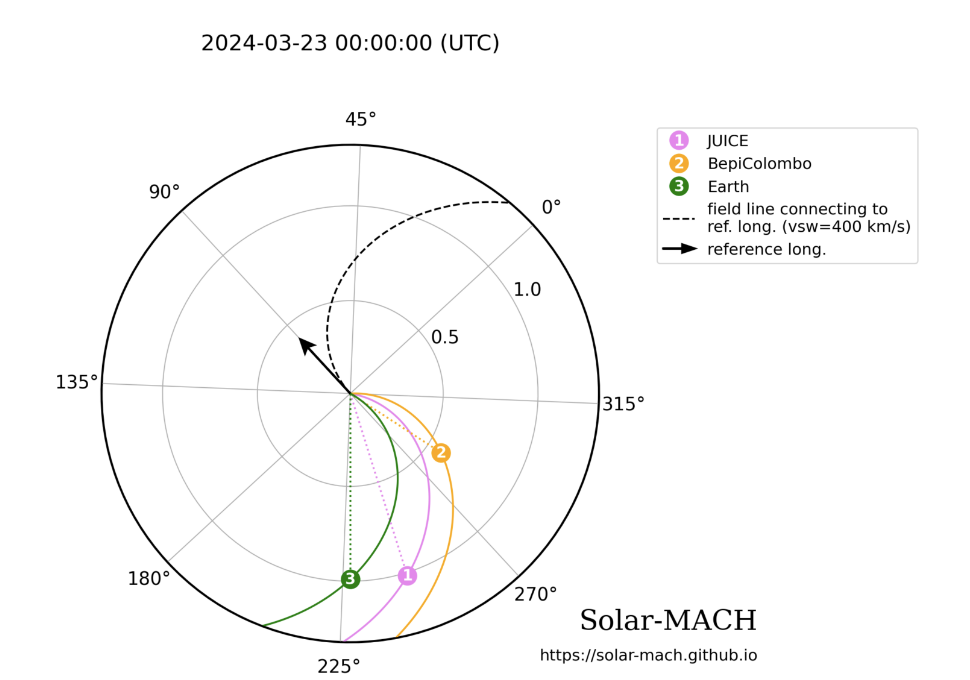 2024-03-23 00:00:00 (UTC)
45°
90°
0°
135°
1.0
0.5
315°
180°
270°
225°
1
2
3
1 JUICE
2 BepiColombo
3 Earth
field line connecting to
ref. long. (vsw=400 km/s)
reference long.
Solar-MACH
https://solar-mach.github.io